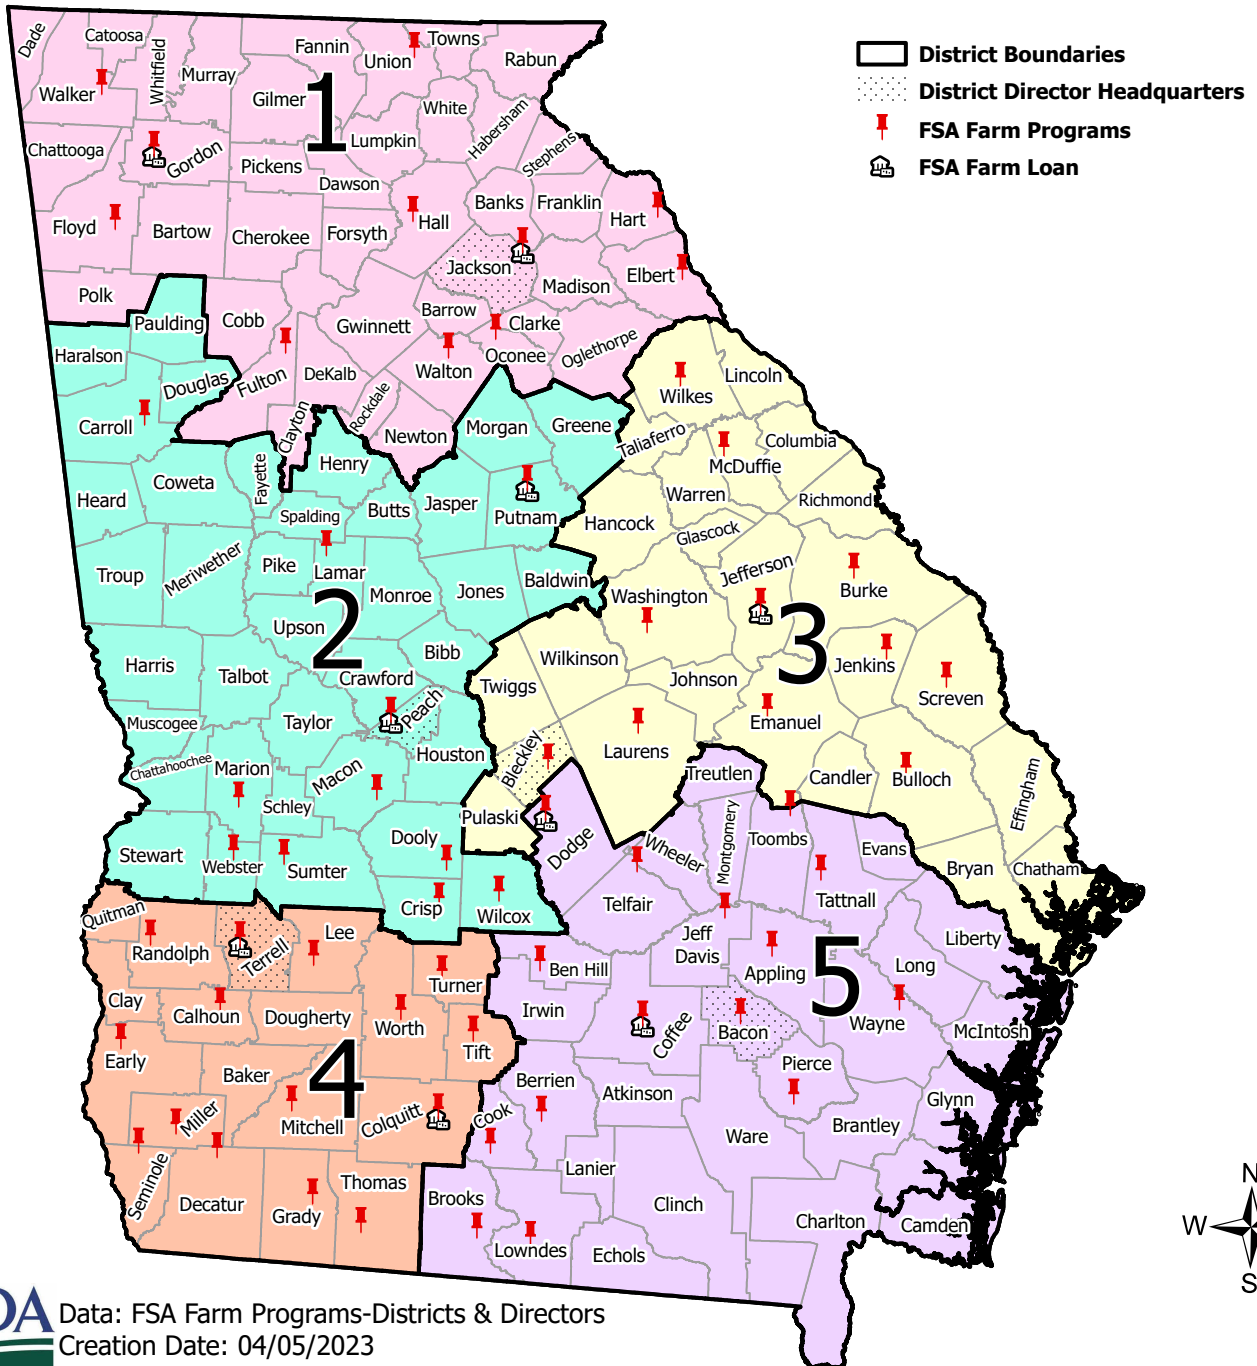 District Boundaries
District Director Headquarters
FSA Farm Programs
FSA Farm Loan
Dade
Catoosa
Whitfield
Murray
Fannin
Union
Towns
Rabun
Walker
Gilmer
1
White
Habersham
Stephens
Lumpkin
Chattooga
Gordon
Pickens
Dawson
Banks
Franklin
Hart
Floyd
Bartow
Cherokee
Forsyth
Hall
Jackson
Madison
Elbert
Polk
Paulding
Cobb
Gwinnett
Barrow
Clarke
Oconee
Oglethorpe
Haralson
Douglas
Fulton
DeKalb
Walton
Rockdale
Clayton
Newton
Carroll
Morgan
Greene
Wilkes
Lincoln
Taliaferro
Columbia
McDuffie
Henry
Fayette
Coweta
Heard
Spalding
Butts
Jasper
Putnam
Warren
Richmond
Hancock
Glascock
Troup
Meriwether
Pike
Lamar
Monroe
Jones
Baldwin
Washington
Jefferson
Burke
2
3
Upson
Bibb
Wilkinson
Johnson
Jenkins
Screven
Harris
Talbot
Crawford
Peach
Twiggs
Emanuel
Muscogee
Taylor
Houston
Bleckley
Laurens
Chattahoochee
Marion
Macon
Schley
Treutlen
Candler
Bulloch
Effingham
Pulaski
Dooly
Dodge
Wheeler
Montgomery
Toombs
Evans
Bryan
Chatham
Stewart
Webster
Sumter
Crisp
Wilcox
Telfair
Tattnall
Quitman
Randolph
Terrell
Lee
Jeff
Davis
Appling
5
Long
Liberty
Turner
Ben Hill
Clay
Calhoun
Dougherty
Worth
Irwin
Coffee
Bacon
Wayne
McIntosh
Early
Baker
4
Tift
Berrien
Atkinson
Pierce
Glynn
Miller
Mitchell
Colquitt
Cook
Ware
Brantley
Seminole
Decatur
Grady
Thomas
Brooks
Lanier
Clinch
Charlton
Camden
Lowndes
Echols
N
W
S
DA
Data: FSA Farm Programs-Districts & Directors
Creation Date: 04/05/2023